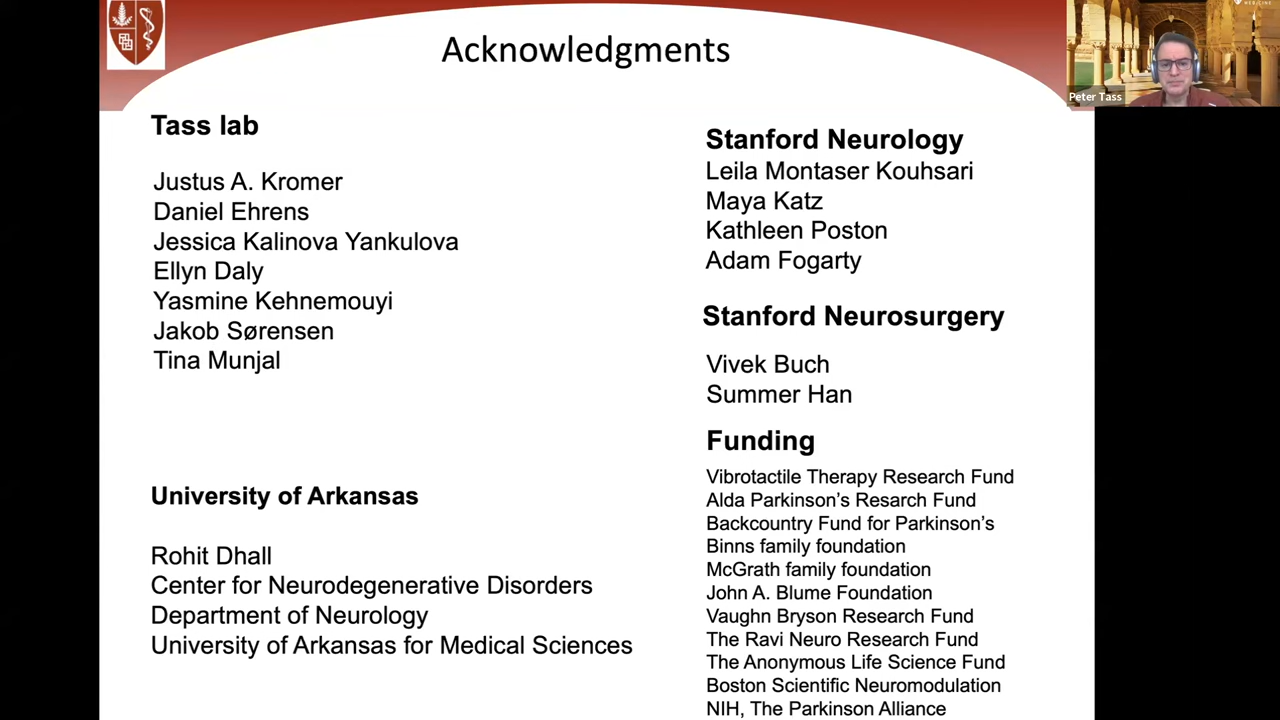 Acknowledgments
Peter Tass
Tass lab
Justus A. Kromer
Daniel Ehrens
Jessica Kalinova Yankulova
Ellyn Daly
Yasmine Kehnemouyi
Jakob Sørensen
Tina Munjal
University of Arkansas
Rohit Dhall
Center for Neurodegenerative Disorders
Department of Neurology
University of Arkansas for Medical Sciences
Stanford Neurology
Leila Montaser Kouhsari
Maya Katz
Kathleen Poston
Adam Fogarty
Stanford Neurosurgery
Vivek Buch
Summer Han
Funding
Vibrotactile Therapy Research Fund
Alda Parkinson’s Resarch Fund
Backcountry Fund for Parkinson’s
Binns family foundation
McGrath family foundation
John A. Blume Foundation
Vaughn Bryson Research Fund
The Ravi Neuro Research Fund
The Anonymous Life Science Fund
Boston Scientific Neuromodulation
NIH, The Parkinson Alliance